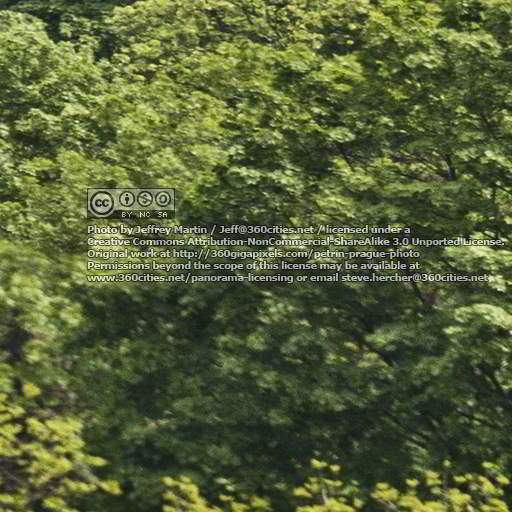 cc BY NC SA
Photo by Jeffrey Martin / Jeff@360cities.net / licensed under a
Creative Commons Attribution-NonCommercial-ShareAlike 3.0 Unported License.
Original work at http://360gigapixels.com/petrin-prague-photo
Permissions beyond the scope of this license may be available at
www.360cities.net/panorama-licensing or email steve.hercher@360cities.net